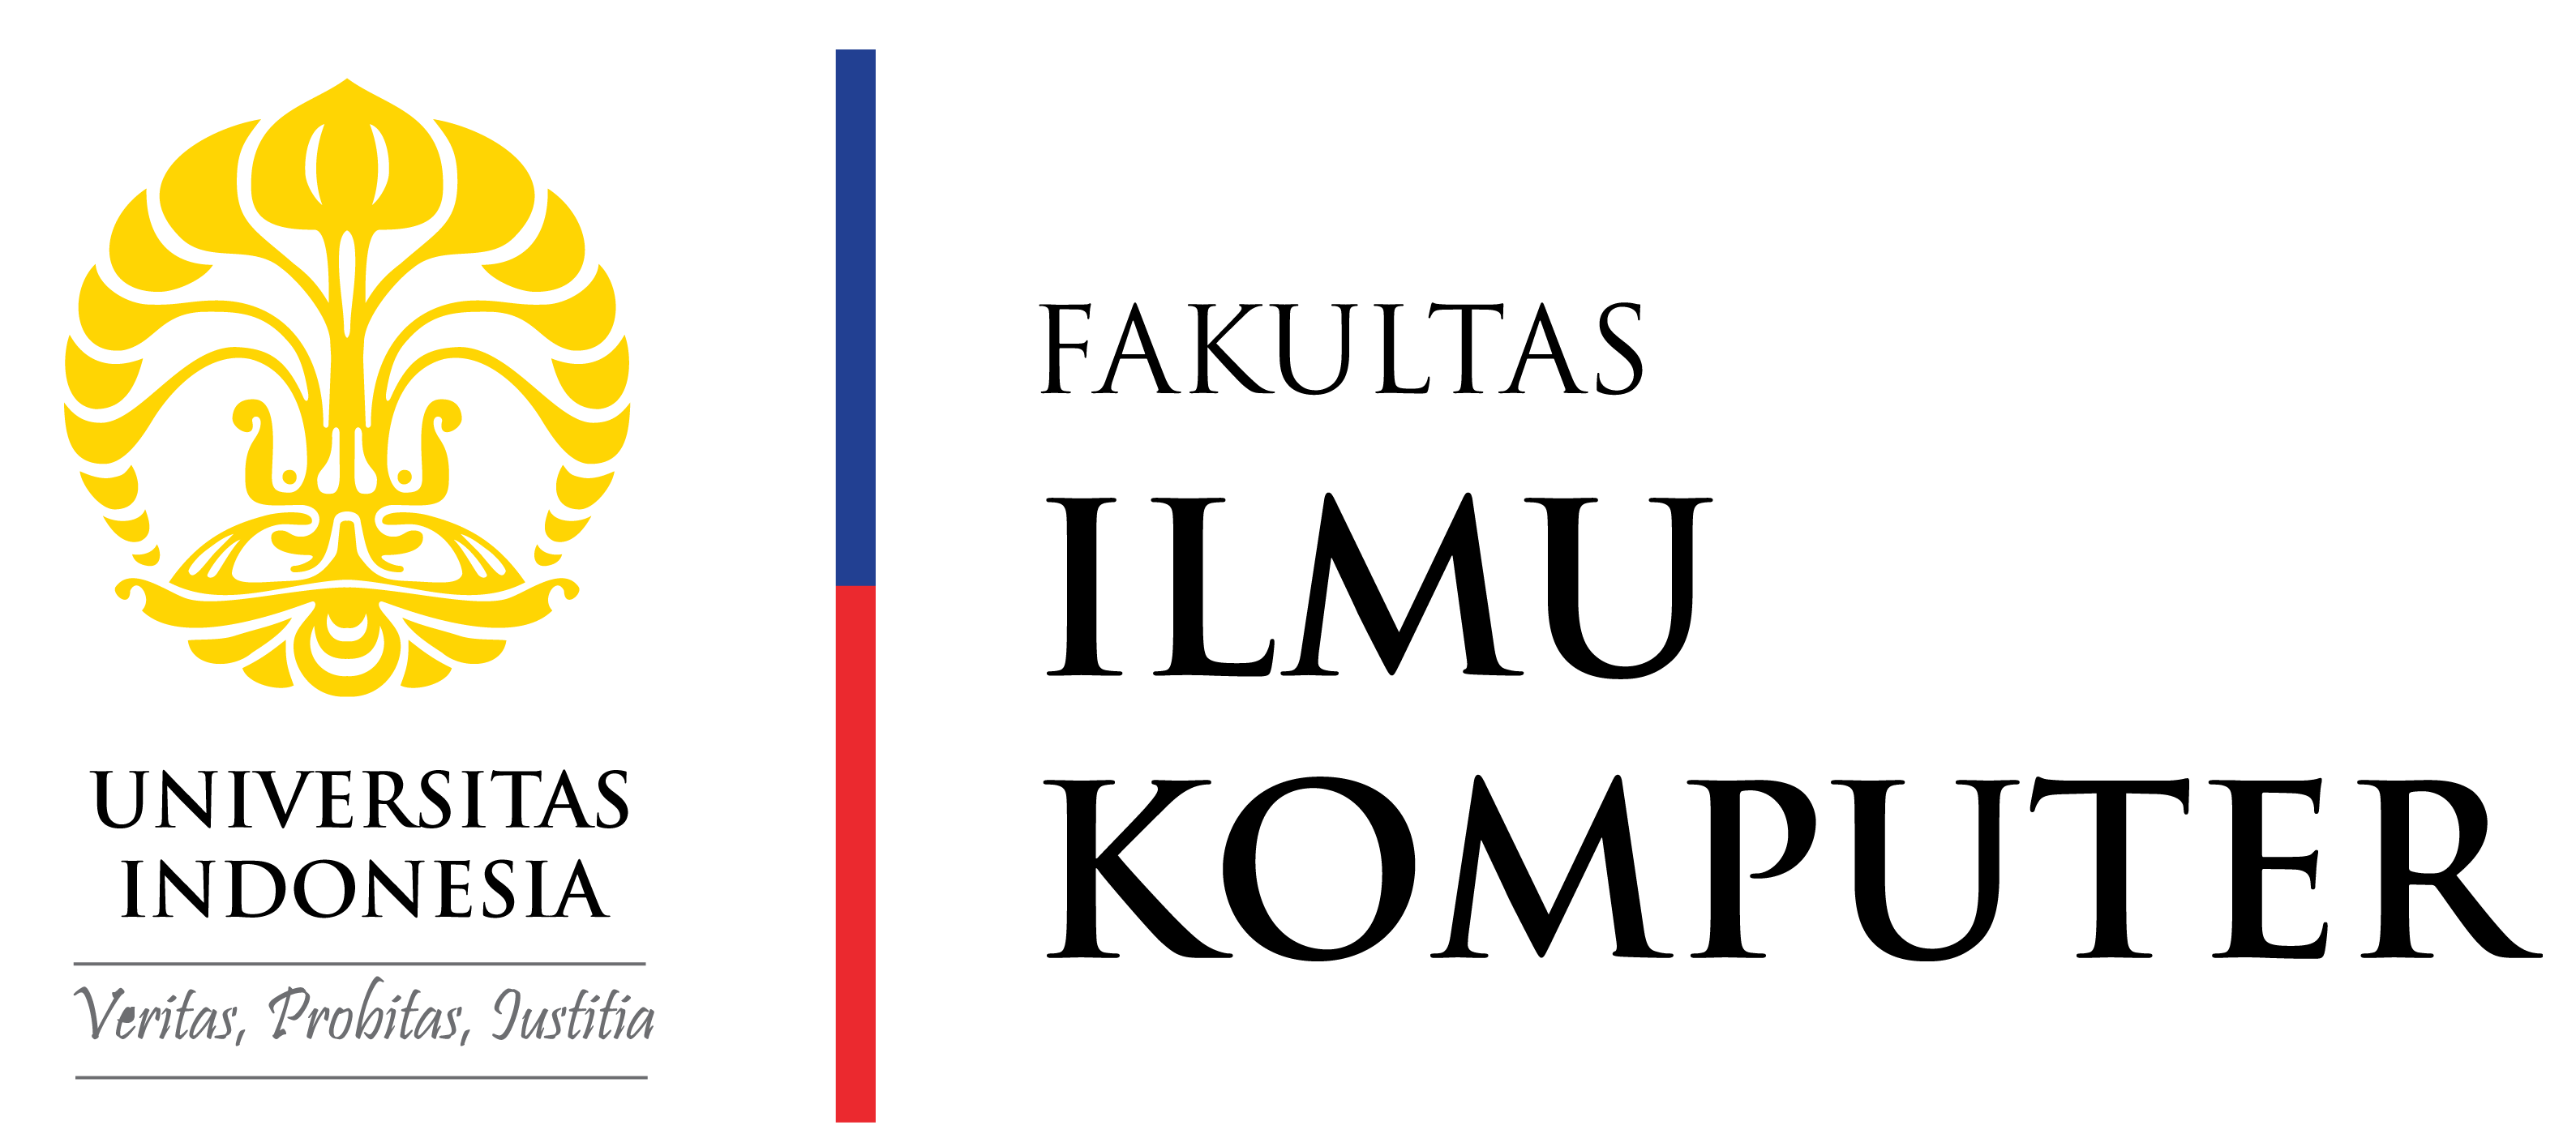 UNIVERSITAS
INDONESIA
Veritas, Probitas, Iustitia
FAKULTAS
ILMU
KOMPUTER